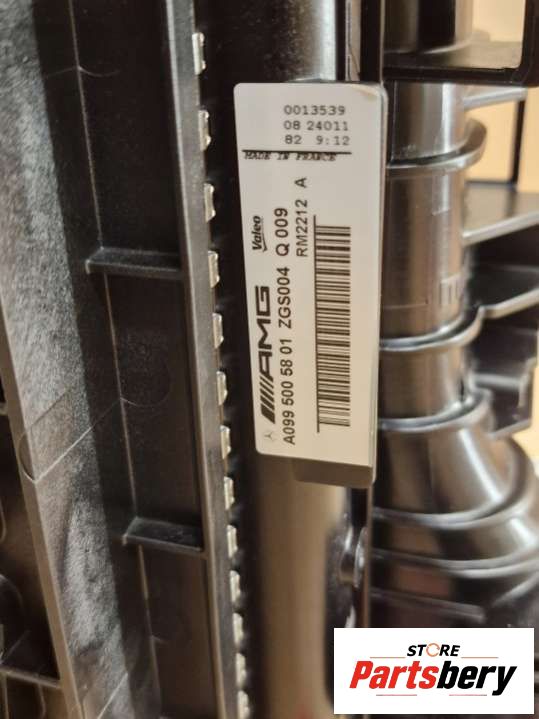 0013539
08 24011
82 9:12
MADE IN FRANCE
Valeo
Q 009
RM2212 A
AMG
A099 500 58 01 ZGS004
STORE
Partsbery